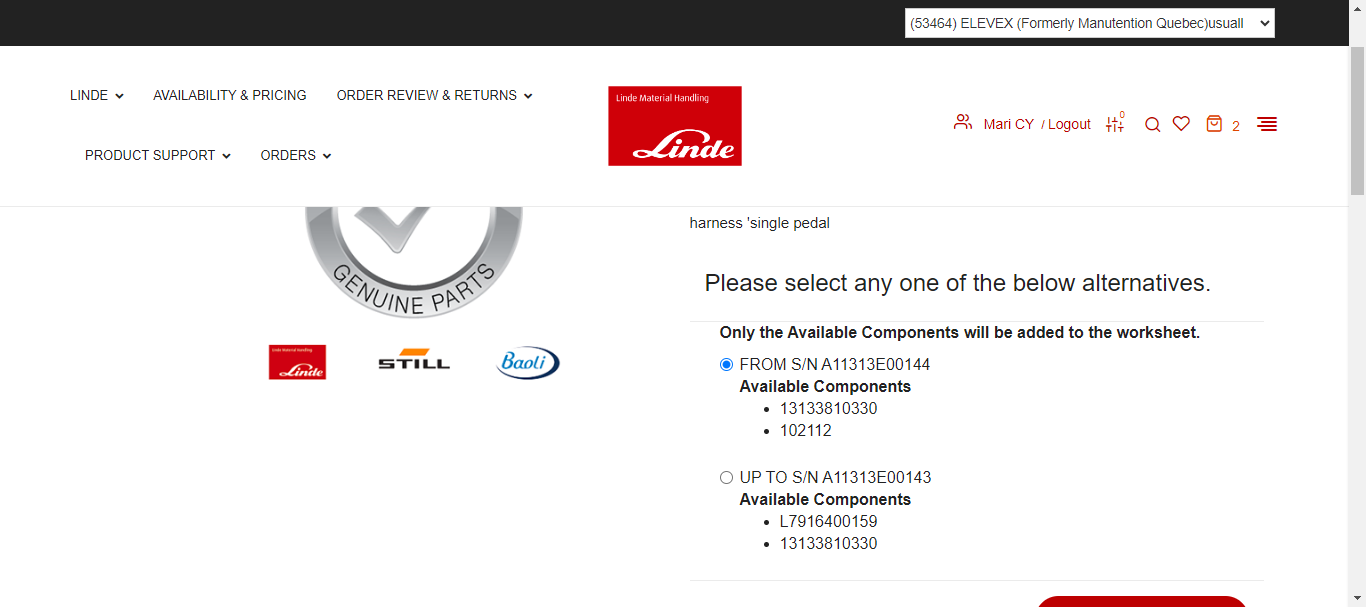 (53464) ELEVEX (Formerly Manutention Quebec)usuall
LINDE
AVAILABILITY & PRICING
ORDER REVIEW & RETURNS
PRODUCT SUPPORT
ORDERS
Linde Material Handling
Linde
Mari CY / Logout
0
2
GENUINE PARTS
Linde Material Handling
Linde
STILL
Baoli
harness 'single pedal
Please select any one of the below alternatives.
Only the Available Components will be added to the worksheet.
FROM S/N A11313E00144
Available Components
13133810330
102112
UP TO S/N A11313E00143
Available Components
L7916400159
13133810330